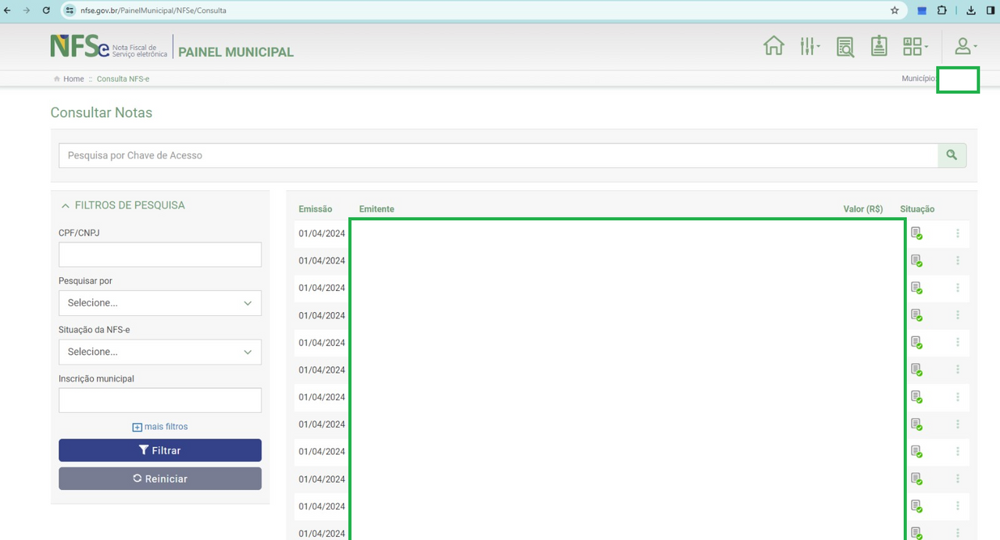 nfse.gov.br/PainelMunicipal/NFSe/Consulta
NFSe Nota Fiscal de
Serviço eletrônica
PAINEL MUNICIPAL
Home :: Consulta NFS-e
Município:
Consultar Notas
Pesquisa por Chave de Acesso
FILTROS DE PESQUISA
CPF/CNPJ
Pesquisar por
Selecione...
Situação da NFS-e
Selecione...
Inscrição municipal
mais filtros
Filtrar
Reiniciar
Emissão Emitente Valor (R$) Situação
01/04/2024
01/04/2024
01/04/2024
01/04/2024
01/04/2024
01/04/2024
01/04/2024
01/04/2024
01/04/2024
01/04/2024
01/04/2024
01/04/2024